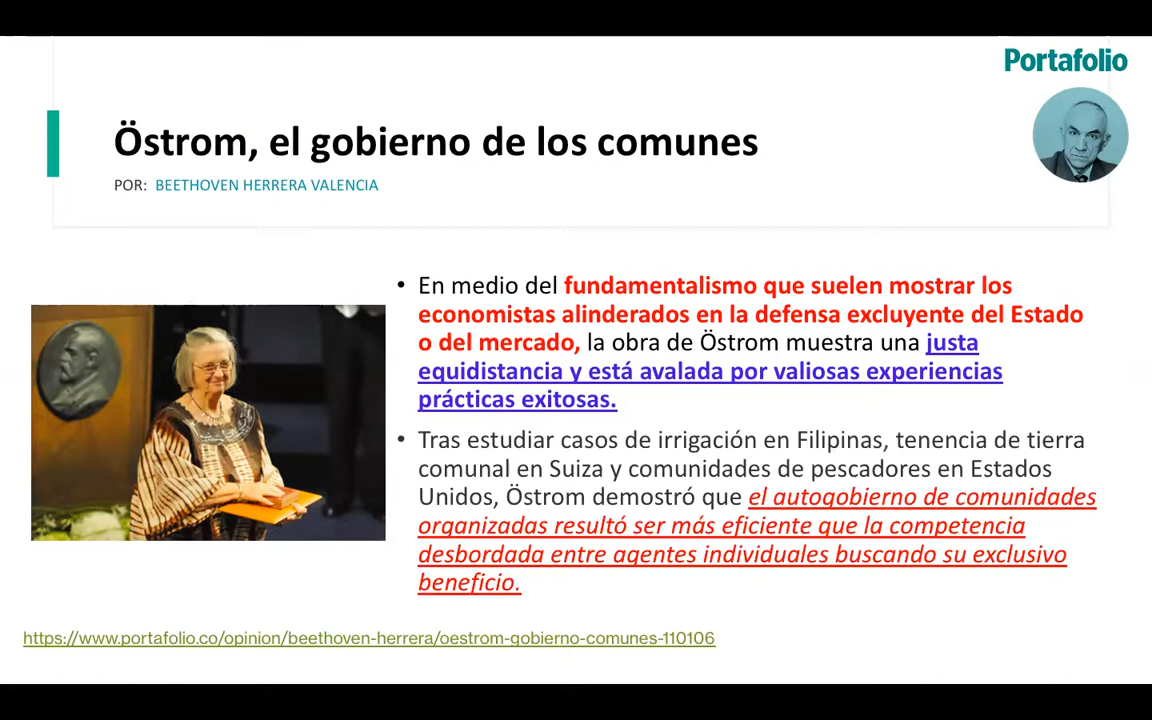 Portafolio
Östrom, el gobierno de los comunes
POR: BEETHOVEN HERRERA VALENCIA
• En medio del fundamentalismo que suelen mostrar los
economistas alinderados en la defensa excluyente del Estado
o del mercado, la obra de Östrom muestra una justa
equidistancia y está avalada por valiosas experiencias
prácticas exitosas.
• Tras estudiar casos de irrigación en Filipinas, tenencia de tierra
comunal en Suiza y comunidades de pescadores en Estados
Unidos, Östrom demostró que el autogobierno de comunidades
organizadas resultó ser más eficiente que la competencia
desbordada entre agentes individuales buscando su exclusivo
beneficio.
https://www.portafolio.co/opinion/beethoven-herrera/oestrom-gobierno-comunes-110106